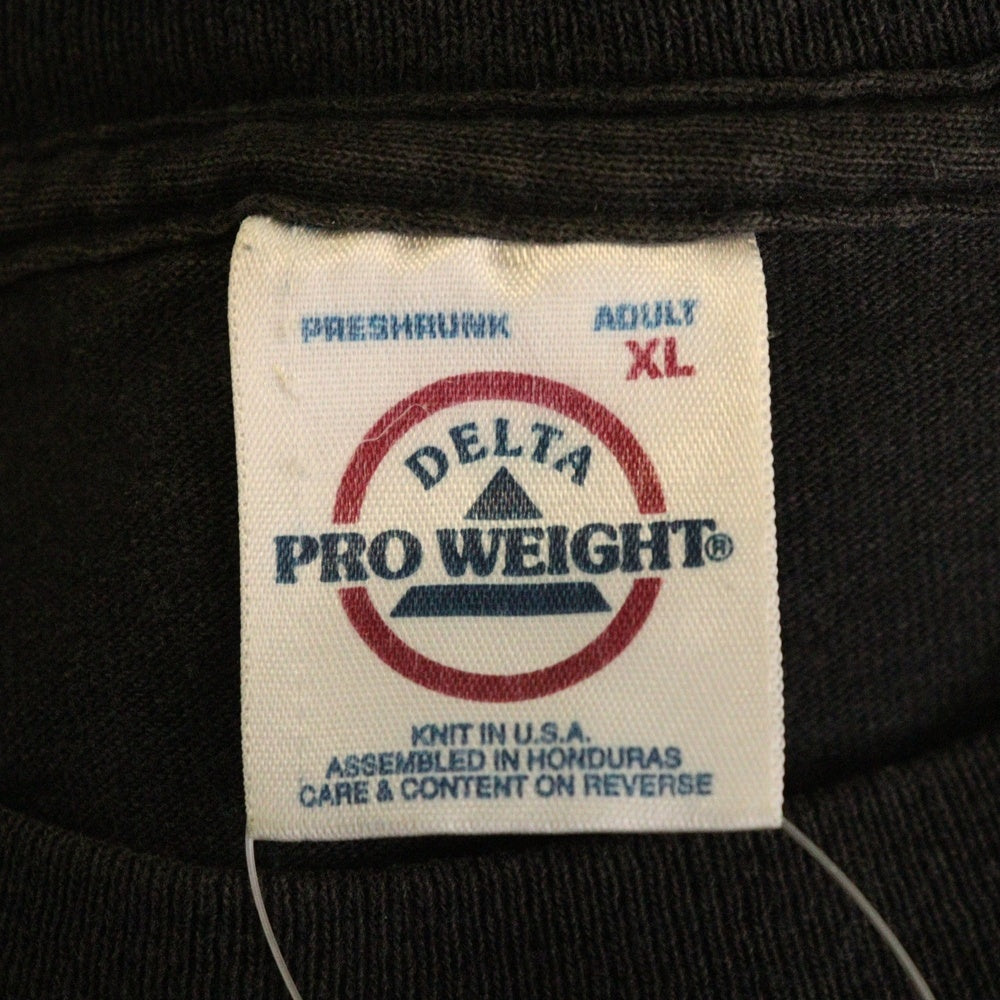 PRESHRUNK ADULT
XL
DELTA
PRO WEIGHT®
KNIT IN U.S.A.
ASSEMBLED IN HONDURAS
CARE & CONTENT ON REVERSE